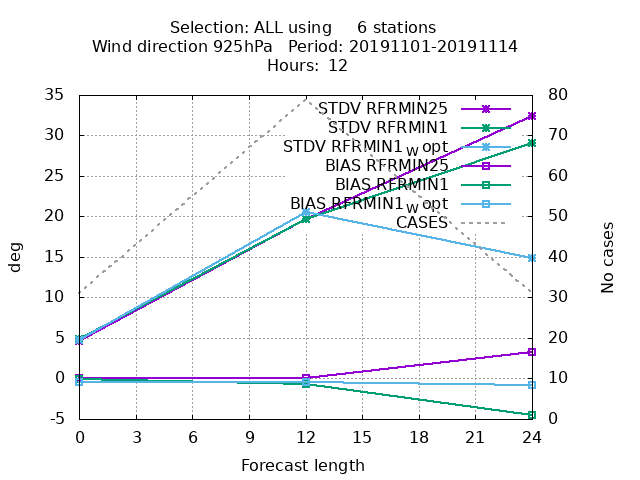 Selection: ALL using 6 stations
Wind direction 925hPa Period: 20191101-20191114
Hours: 12
35 80
STDV RFRMIN25
30 70
STDV RFRMIN1
STDV RFRMIN1_W opt
25 60
BIAS RFRMIN25
BIAS RFRMIN1
20 50
BIAS RFRMIN1_W opt
CASES
deg
No cases
15 40
10 30
5 20
0 10
-5 0
0 3 6 9 12 15 18 21 24
Forecast length